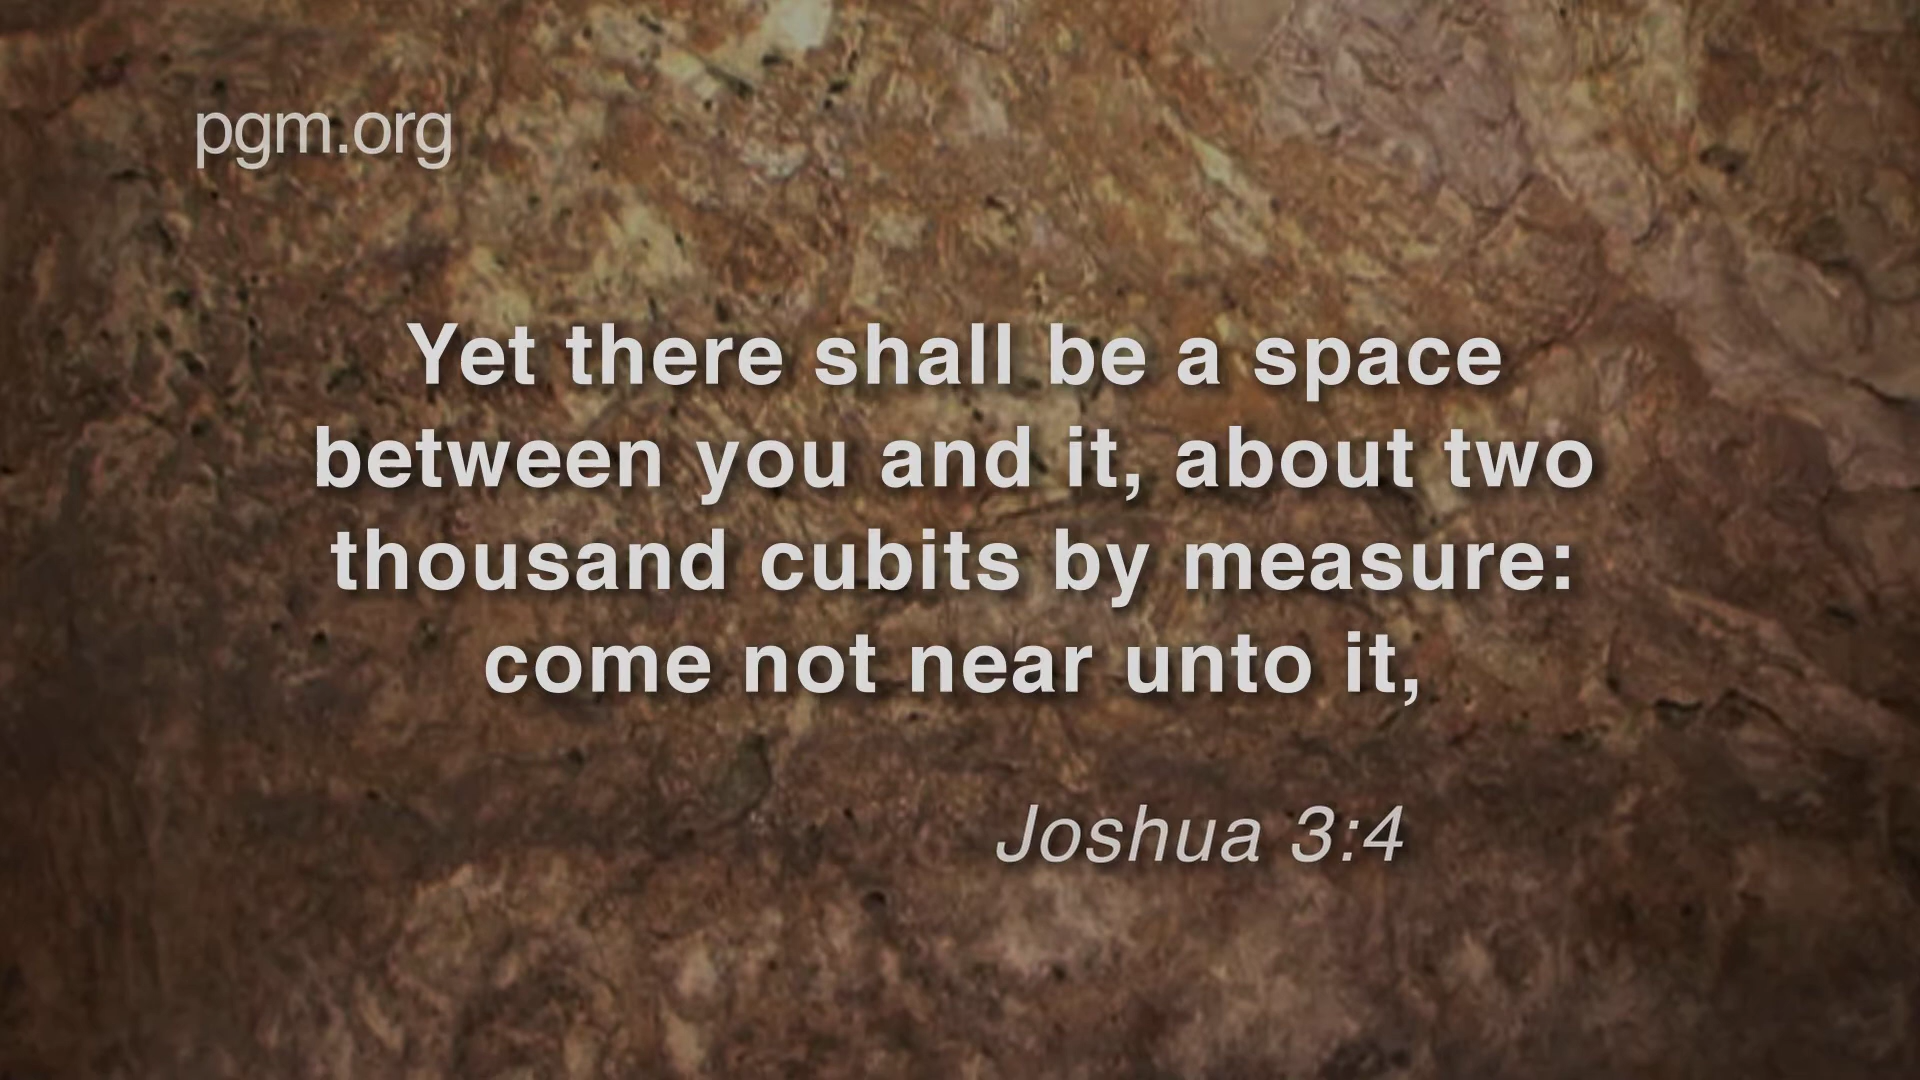 pgm.org
Yet there shall be a space
between you and it, about two
thousand cubits by measure:
come not near unto it,
Joshua 3:4